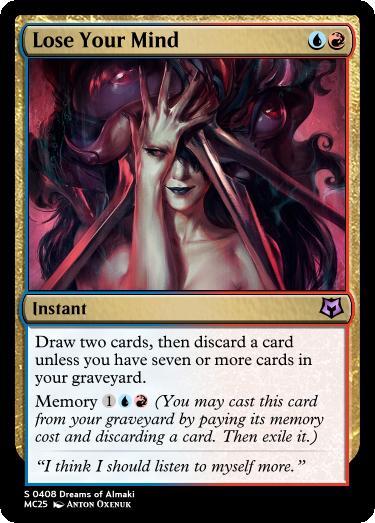 Lose Your Mind
Instant
Draw two cards, then discard a card
unless you have seven or more cards in
your graveyard.
Memory 1 (You may cast this card
from your graveyard by paying its memory
cost and discarding a card. Then exile it.)
“I think I should listen to myself more.”
S 0408 Dreams of Almaki
MC25 Anton Oxenuk